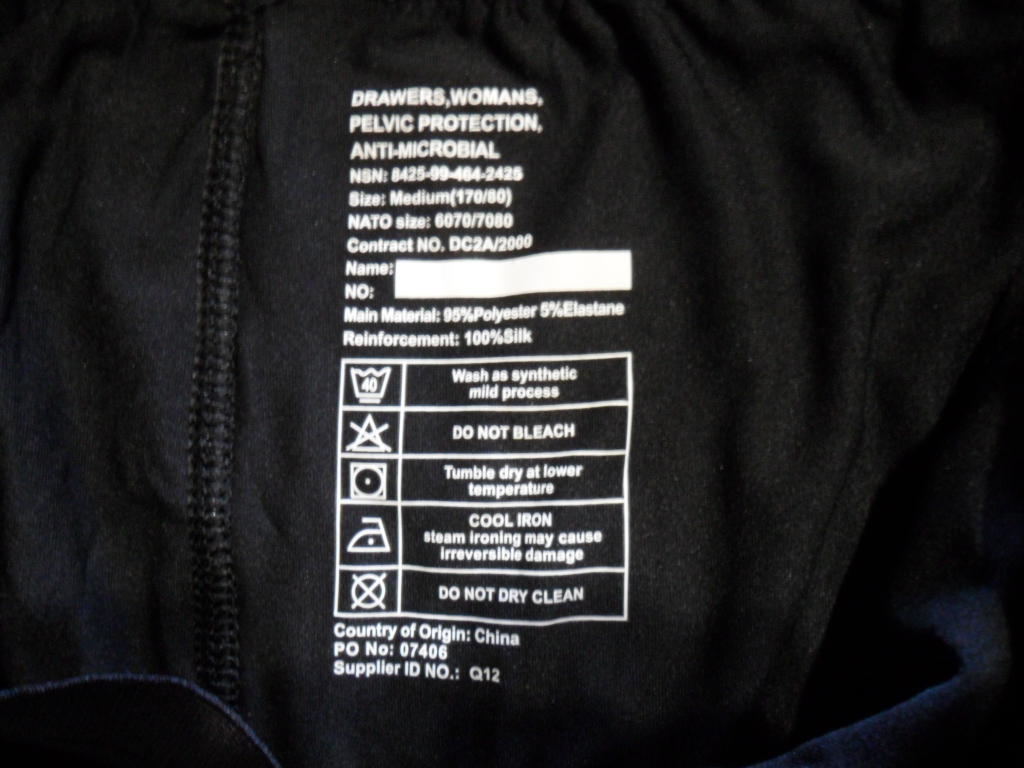 DRAWERS,WOMANS,
PELVIC PROTECTION,
ANTI-MICROBIAL
NSN: 8425-99-464-2425
Size: Medium(170/80)
NATO size: 6070/7080
Contract NO. DC2A/2000
Name:
NO:
Main Material: 95%Polyester 5%Elastane
Reinforcement: 100%Silk
40
Wash as synthetic
mild process
DO NOT BLEACH
Tumble dry at lower
temperature
COOL IRON
steam ironing may cause
irreversible damage
DO NOT DRY CLEAN
Country of Origin: China
PO No: 07406
Supplier ID NO.: Q12